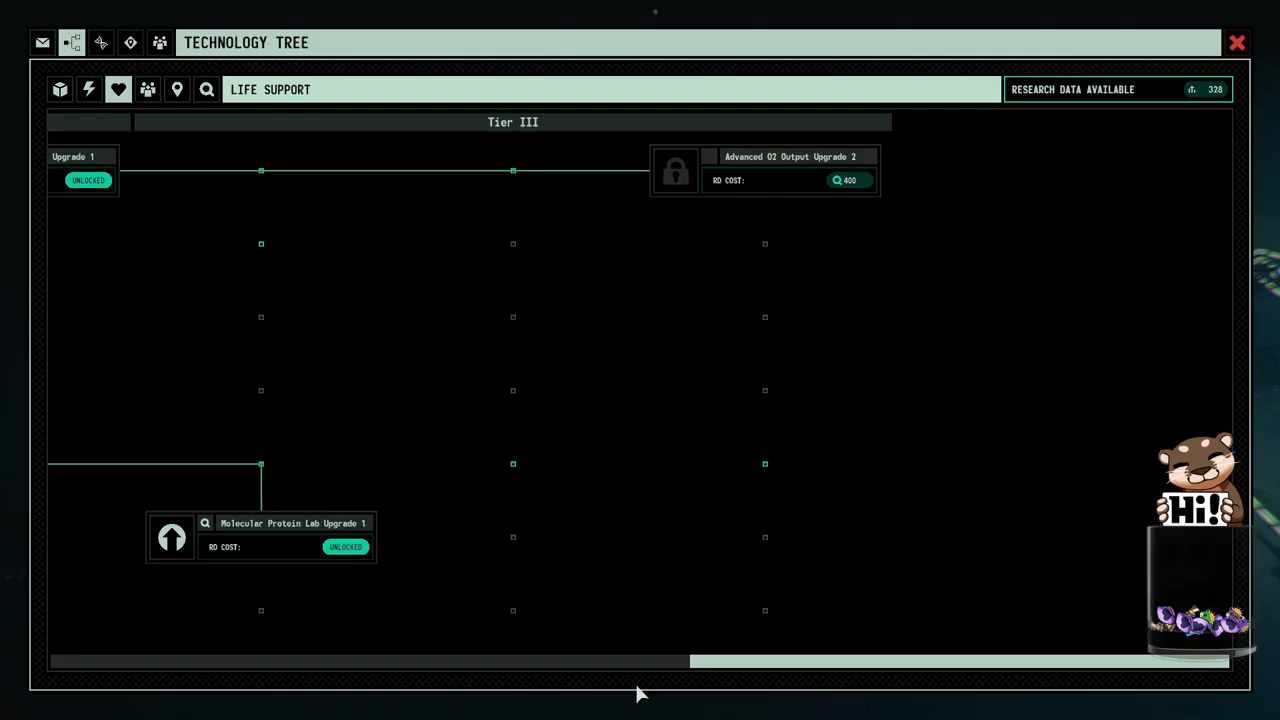 TECHNOLOGY TREE
LIFE SUPPORT
RESEARCH DATA AVAILABLE 328
Tier III
Upgrade 1
UNLOCKED
Advanced O2 Output Upgrade 2
RD COST: 400
Molecular Protein Lab Upgrade 1
RD COST: UNLOCKED
Hi!